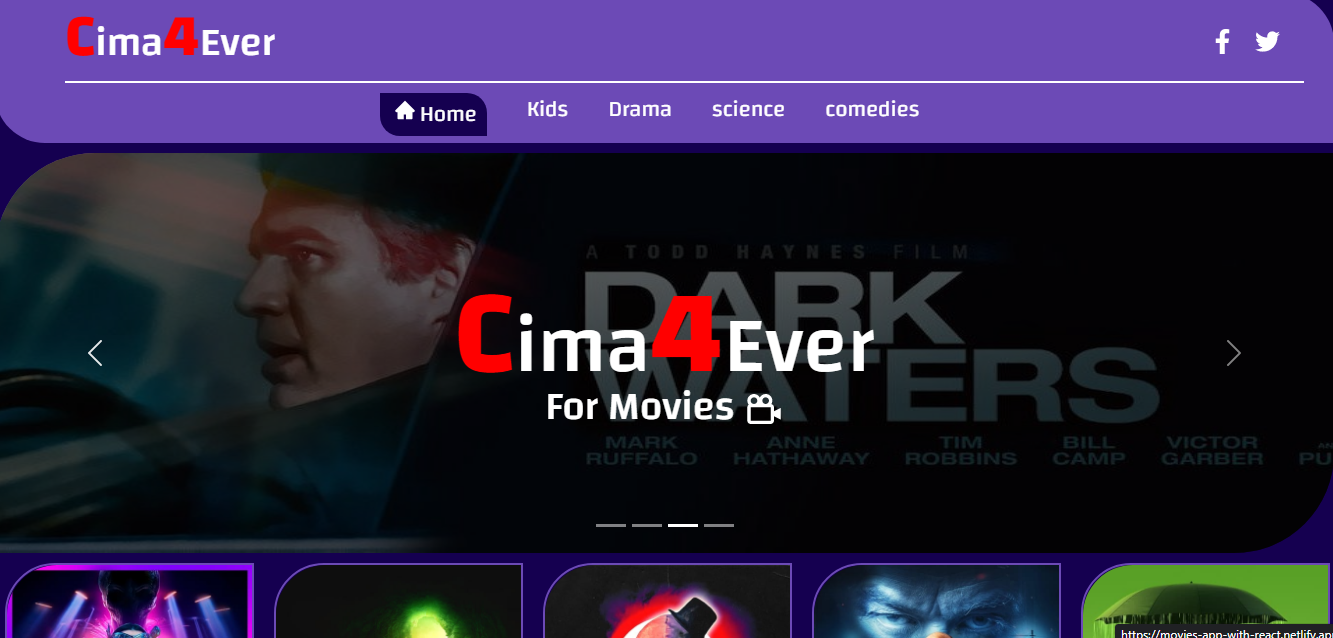 Cima4Ever
Home Kids Drama science comedies
A TODD HAYNES FILM
DARK
WATERS
Cima4Ever
For Movies
MARK RUFFALO
ANNE HATHAWAY
TIM ROBBINS
BILL CAMP
VICTOR GARBER
https://movies-app-with-react.netlify.a